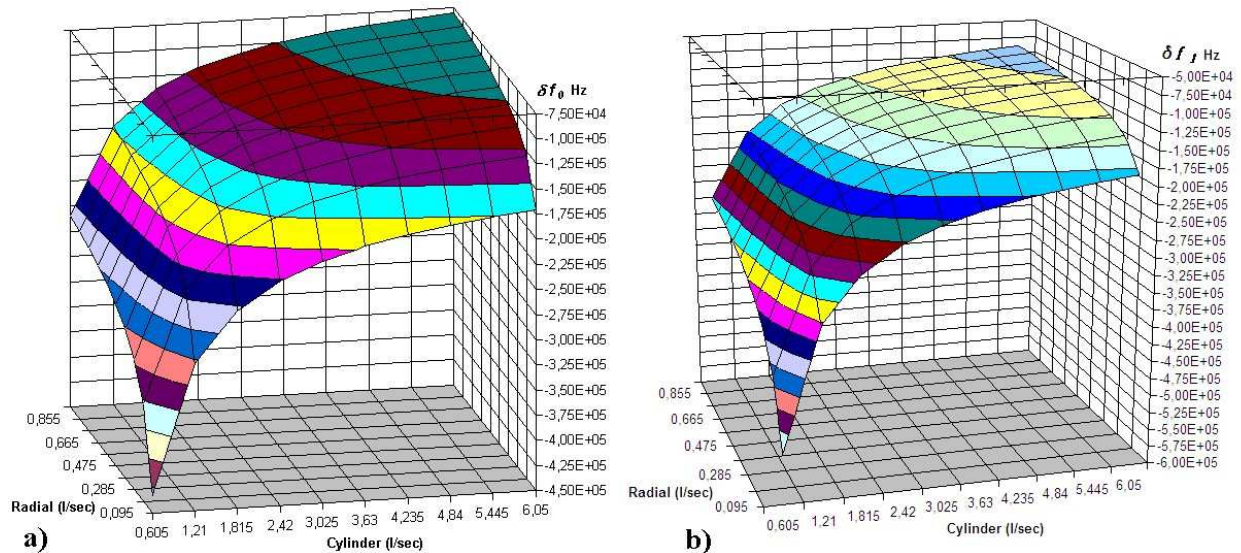 δf₀ Hz
-7,50E+04
-1,00E+05
-1,25E+05
-1,50E+05
-1,75E+05
-2,00E+05
-2,25E+05
-2,50E+05
-2,75E+05
-3,00E+05
-3,25E+05
-3,50E+05
-3,75E+05
-4,00E+05
-4,25E+05
-4,50E+05
0,855
0,665
0,475
0,285
0,095
Radial (l/sec)
0,605 1,21 1,815 2,42 3,025 3,63 4,235 4,84 5,445 6,05
Cylinder (l/sec)
a)
δf₁ Hz
-5,00E+04
-7,50E+04
-1,00E+05
-1,25E+05
-1,50E+05
-1,75E+05
-2,00E+05
-2,25E+05
-2,50E+05
-2,75E+05
-3,00E+05
-3,25E+05
-3,50E+05
-3,75E+05
-4,00E+05
-4,25E+05
-4,50E+05
-4,75E+05
-5,00E+05
-5,25E+05
-5,50E+05
-5,75E+05
-6,00E+05
0,855
0,665
0,475
0,285
0,095
Radial (l/sec)
0,605 1,21 1,815 2,42 3,025 3,63 4,235 4,84 5,445 6,05
Cylinder (l/sec)
b)